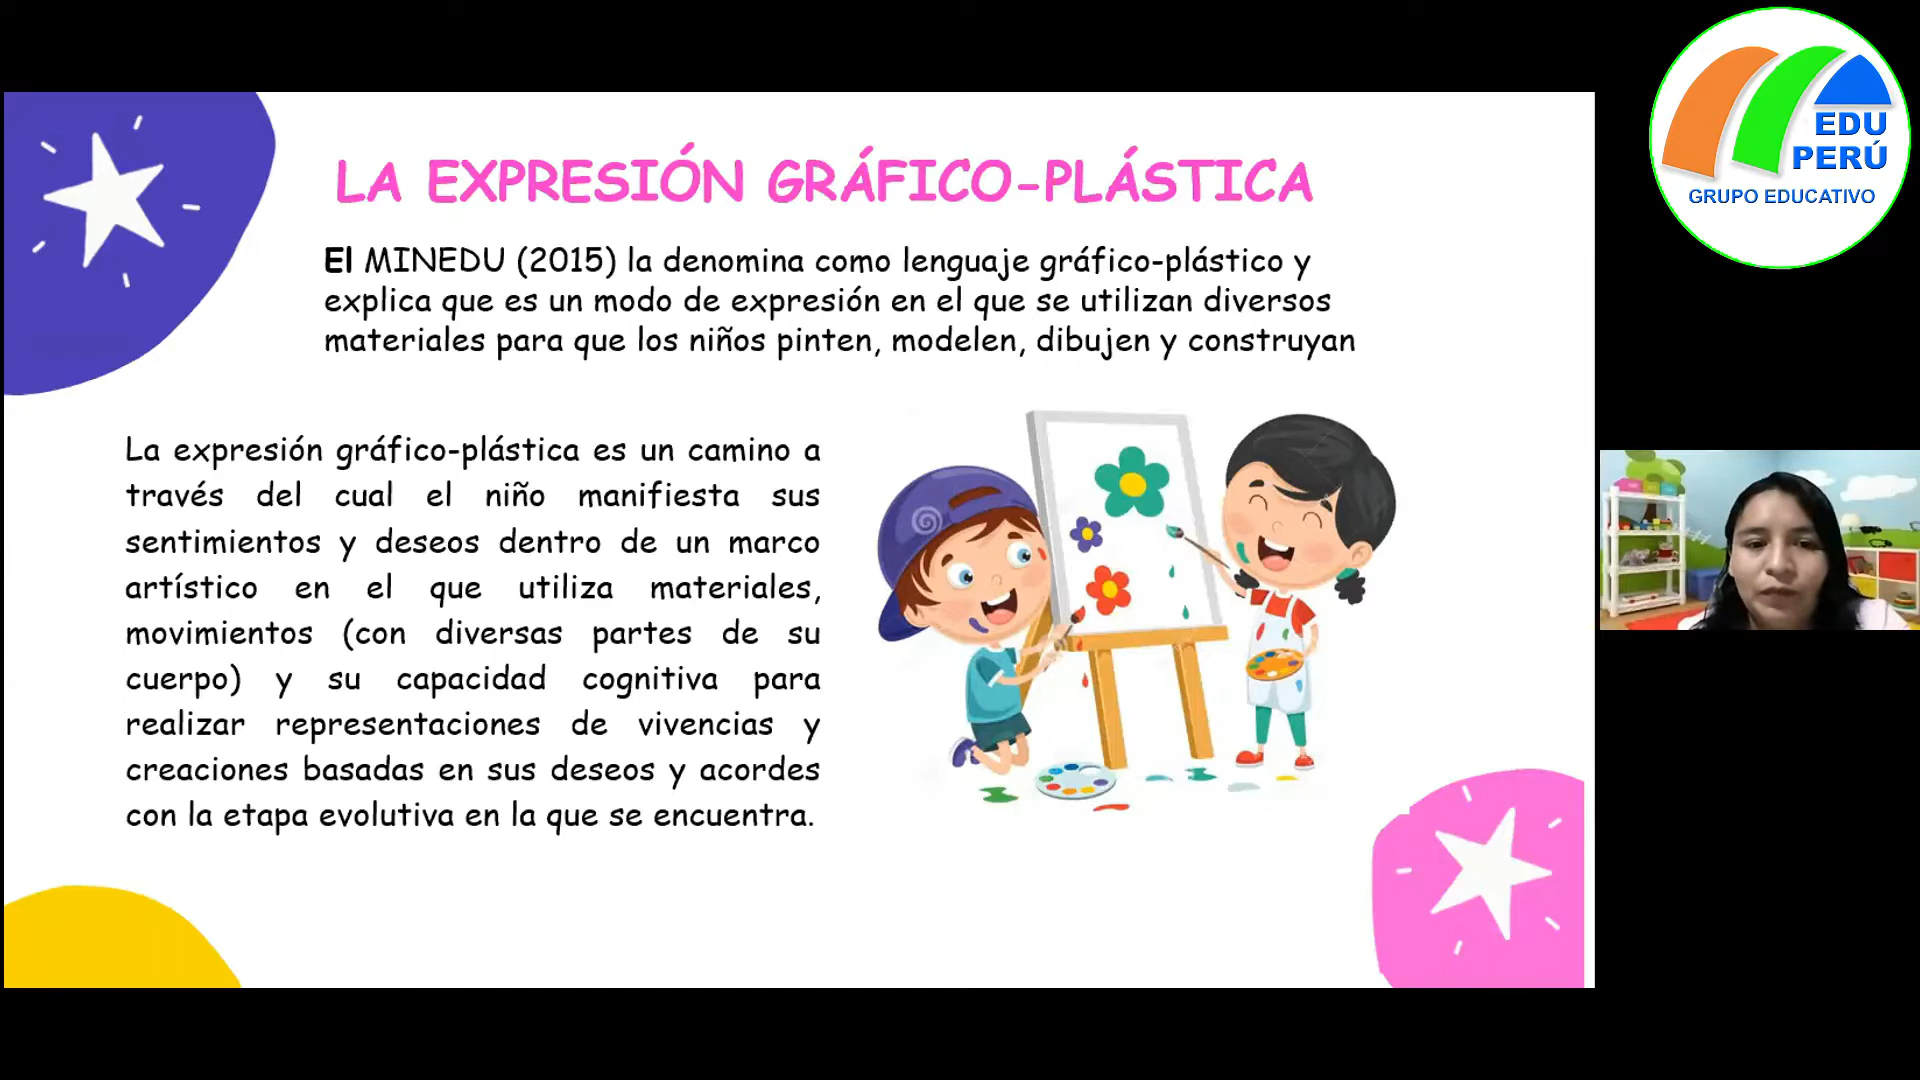 LA EXPRESIÓN GRÁFICO-PLÁSTICA
El MINEDU (2015) la denomina como lenguaje gráfico-plástico y
explica que es un modo de expresión en el que se utilizan diversos
materiales para que los niños pinten, modelen, dibujen y construyan
La expresión gráfico-plástica es un camino a
través del cual el niño manifiesta sus
sentimientos y deseos dentro de un marco
artístico en el que utiliza materiales,
movimientos (con diversas partes de su
cuerpo) y su capacidad cognitiva para
realizar representaciones de vivencias y
creaciones basadas en sus deseos y acordes
con la etapa evolutiva en la que se encuentra.
EDU
PERÚ
GRUPO EDUCATIVO